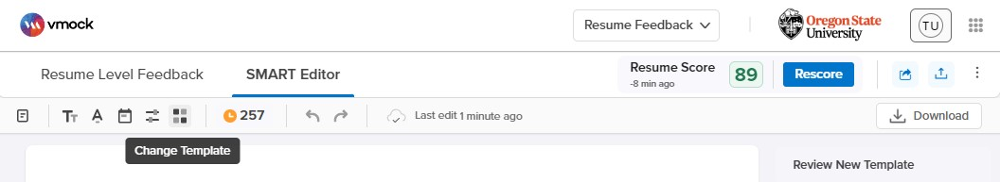 vmock
Resume Feedback
Oregon State
University
TU
Resume Level Feedback
SMART Editor
Resume Score
-8 min ago
89
Rescore
257
Last edit 1 minute ago
Download
Change Template
Review New Template